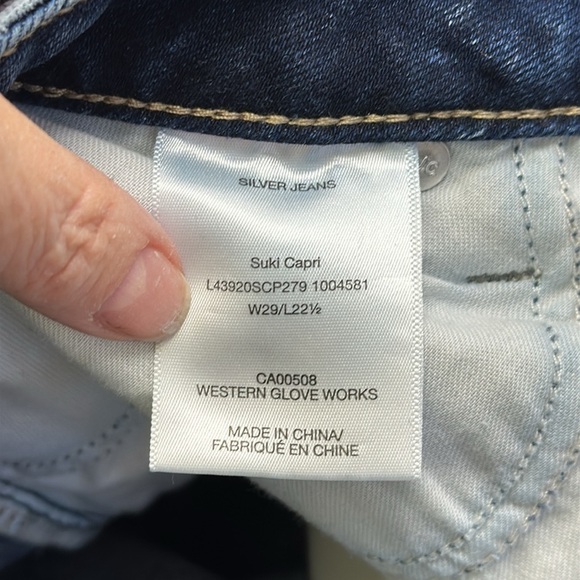 SILVER JEANS
Suki Capri
L43920SCP279 1004581
W29/L22½
CA00508
WESTERN GLOVE WORKS
MADE IN CHINA/
FABRIQUÉ EN CHINE